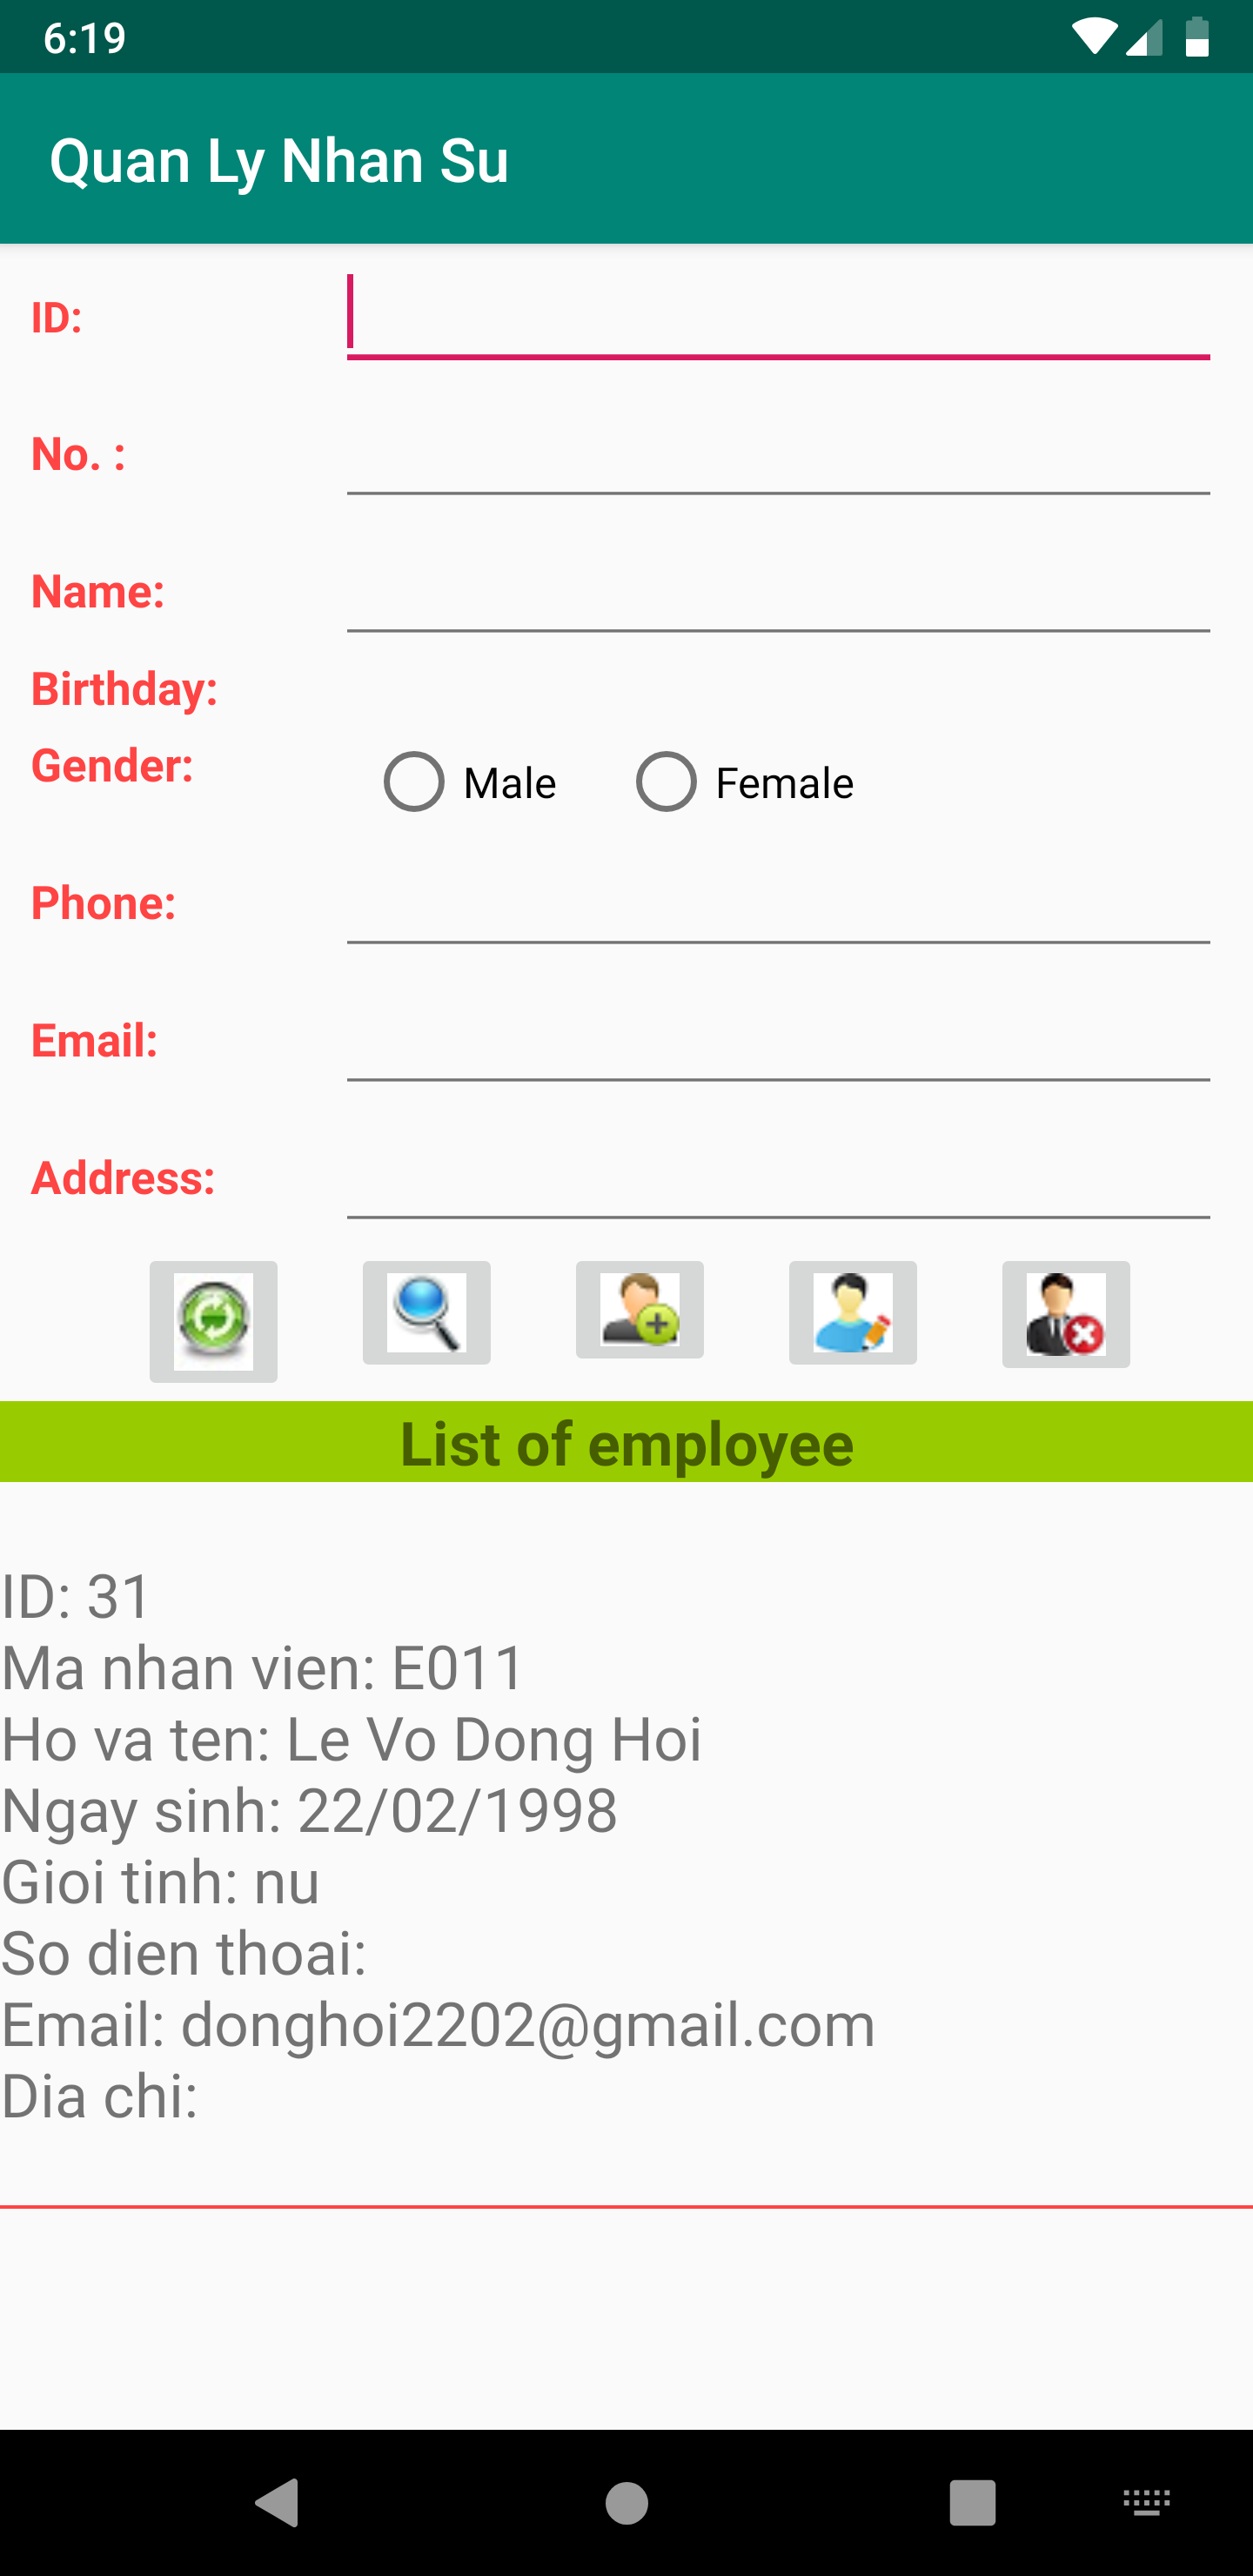 6:19
Quan Ly Nhan Su
ID:
No. :
Name:
Birthday:
Gender: Male Female
Phone:
Email:
Address:
List of employee
ID: 31
Ma nhan vien: E011
Ho va ten: Le Vo Dong Hoi
Ngay sinh: 22/02/1998
Gioi tinh: nu
So dien thoai:
Email: donghoi2202@gmail.com
Dia chi: